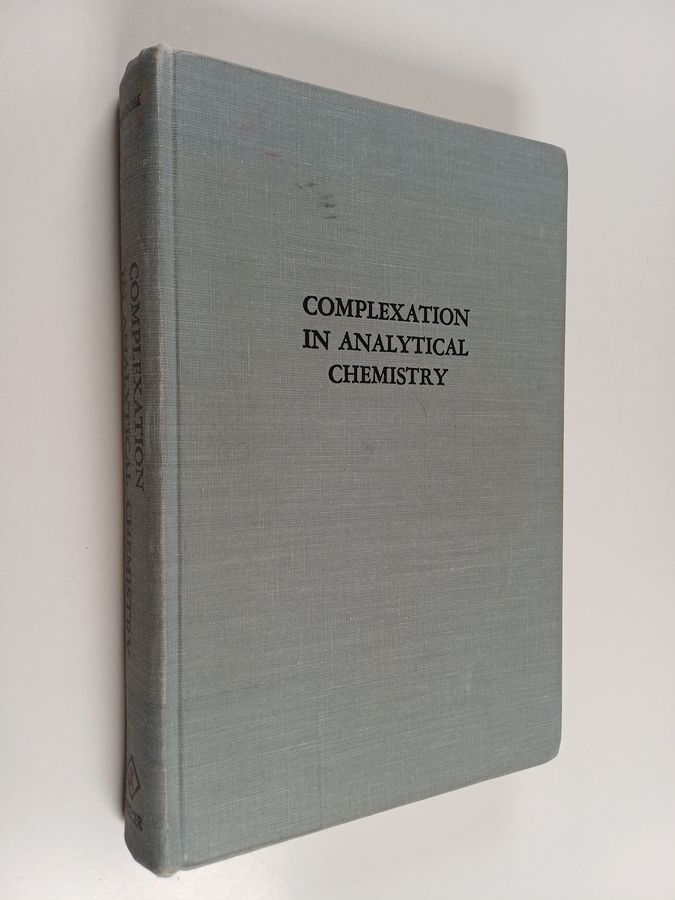 COMPLEXATION
IN ANALYTICAL
CHEMISTRY
COMPLEXATION
IN ANALYTICAL CHEMISTRY